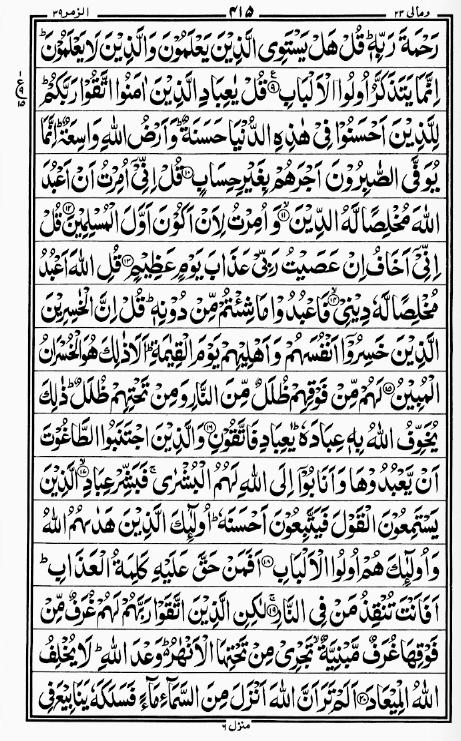 ومالی ۲۳ ۴۱۵ الزمر ۳۹
رَحْمَةَ رَبِّهٖ ؕ قُلْ هَلْ يَسْتَوِى الَّذِيْنَ يَعْلَمُوْنَ وَالَّذِيْنَ لَا يَعْلَمُوْنَ ؕ
اِنَّمَا يَتَذَكَّرُ اُولُوا الْاَلْبَابِ ۹ قُلْ يٰعِبَادِ الَّذِيْنَ اٰمَنُوا اتَّقُوْا رَبَّكُمْ ؕ
لِلَّذِيْنَ اَحْسَنُوْا فِىْ هٰذِهِ الدُّنْيَا حَسَنَةٌ ؕ وَاَرْضُ اللّٰهِ وَاسِعَةٌ ؕ اِنَّمَا
يُوَفَّى الصّٰبِرُوْنَ اَجْرَهُمْ بِغَيْرِ حِسَابٍ ۱۰ قُلْ اِنِّىْۤ اُمِرْتُ اَنْ اَعْبُدَ
اللّٰهَ مُخْلِصًا لَّهُ الدِّيْنَ ۱۱ وَاُمِرْتُ لِاَنْ اَكُوْنَ اَوَّلَ الْمُسْلِمِيْنَ ۱۲ قُلْ
اِنِّىْۤ اَخَافُ اِنْ عَصَيْتُ رَبِّىْ عَذَابَ يَوْمٍ عَظِيْمٍ ۱۳ قُلِ اللّٰهَ اَعْبُدُ
مُخْلِصًا لَّهٗ دِيْنِىْ ۱۴ فَاعْبُدُوْا مَا شِئْتُمْ مِّنْ دُوْنِهٖ ؕ قُلْ اِنَّ الْخٰسِرِيْنَ
الَّذِيْنَ خَسِرُوْۤا اَنْفُسَهُمْ وَاَهْلِيْهِمْ يَوْمَ الْقِيٰمَةِ ؕ اَلَا ذٰلِكَ هُوَ الْخُسْرَانُ
الْمُبِيْنُ ۱۵ لَهُمْ مِّنْ فَوْقِهِمْ ظُلَلٌ مِّنَ النَّارِ وَمِنْ تَحْتِهِمْ ظُلَلٌ ؕ ذٰلِكَ
يُخَوِّفُ اللّٰهُ بِهٖ عِبَادَهٗ ؕ يٰعِبَادِ فَاتَّقُوْنِ ۱۶ وَالَّذِيْنَ اجْتَنَبُوا الطَّاغُوْتَ
اَنْ يَّعْبُدُوْهَا وَاَنَابُوْۤا اِلَى اللّٰهِ لَهُمُ الْبُشْرٰى ۚ فَبَشِّرْ عِبَادِ ۱۷ الَّذِيْنَ
يَسْتَمِعُوْنَ الْقَوْلَ فَيَتَّبِعُوْنَ اَحْسَنَهٗ ؕ اُولٰٓئِكَ الَّذِيْنَ هَدٰىهُمُ اللّٰهُ
وَاُولٰٓئِكَ هُمْ اُولُوا الْاَلْبَابِ ۱۸ اَفَمَنْ حَقَّ عَلَيْهِ كَلِمَةُ الْعَذَابِ ؕ
اَفَاَنْتَ تُنْقِذُ مَنْ فِى النَّارِ ۱۹ لٰكِنِ الَّذِيْنَ اتَّقَوْا رَبَّهُمْ لَهُمْ غُرَفٌ مِّنْ
فَوْقِهَا غُرَفٌ مَّبْنِيَّةٌ ۙ تَجْرِىْ مِنْ تَحْتِهَا الْاَنْهٰرُ ؕ وَعْدَ اللّٰهِ ؕ لَا يُخْلِفُ
اللّٰهُ الْمِيْعَادَ ۲۰ اَلَمْ تَرَ اَنَّ اللّٰهَ اَنْزَلَ مِنَ السَّمَآءِ مَآءً فَسَلَكَهٗ يَنَابِيْعَ فِى
منزل ۶